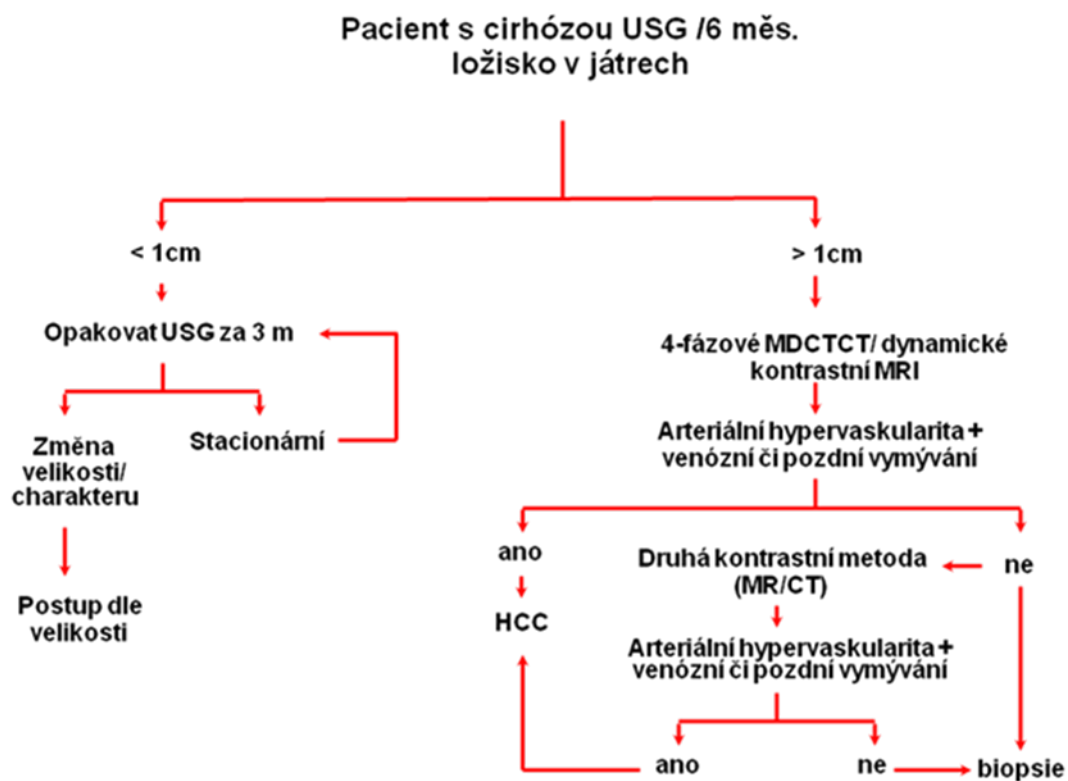 Pacient s cirhózou USG /6 měs.
ložisko v játrech
< 1cm
> 1cm
Opakovat USG za 3 m
4-fázové MDCTCT/ dynamické
kontrastní MRI
Změna
velikosti/
charakteru
Stacionární
Arteriální hypervaskularita +
venózní či pozdní vymývání
Postup dle
velikosti
ano
HCC
Druhá kontrastní metoda
(MR/CT)
ne
Arteriální hypervaskularita +
venózní či pozdní vymývání
ano
ne
biopsie